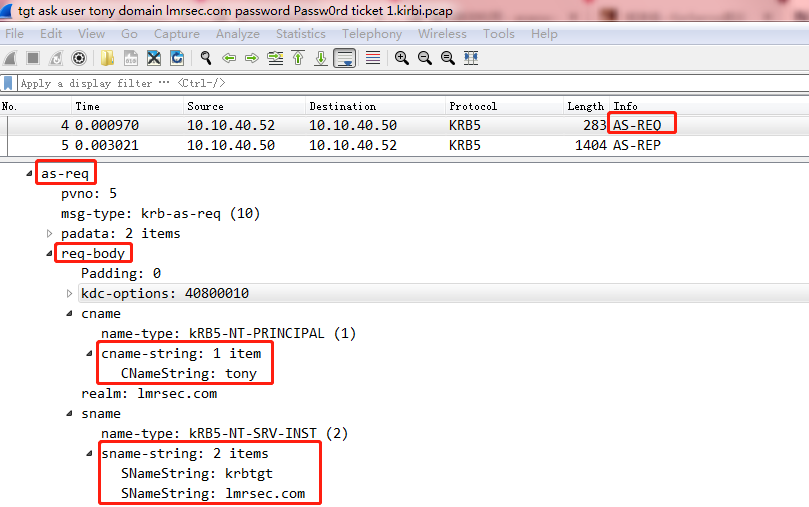 tgt ask user tony domain lmrsec.com password Passw0rd ticket 1.kirbi.pcap
File Edit View Go Capture Analyze Statistics Telephony Wireless Tools Help
Apply a display filter … <Ctrl-/>
No. Time Source Destination Protocol Length Info
4 0.000970 10.10.40.52 10.10.40.50 KRB5 283 AS-REQ
5 0.003021 10.10.40.50 10.10.40.52 KRB5 1404 AS-REP
as-req
pvno: 5
msg-type: krb-as-req (10)
padata: 2 items
req-body
Padding: 0
kdc-options: 40800010
cname
name-type: kRB5-NT-PRINCIPAL (1)
cname-string: 1 item
CNameString: tony
realm: lmrsec.com
sname
name-type: kRB5-NT-SRV-INST (2)
sname-string: 2 items
SNameString: krbtgt
SNameString: lmrsec.com